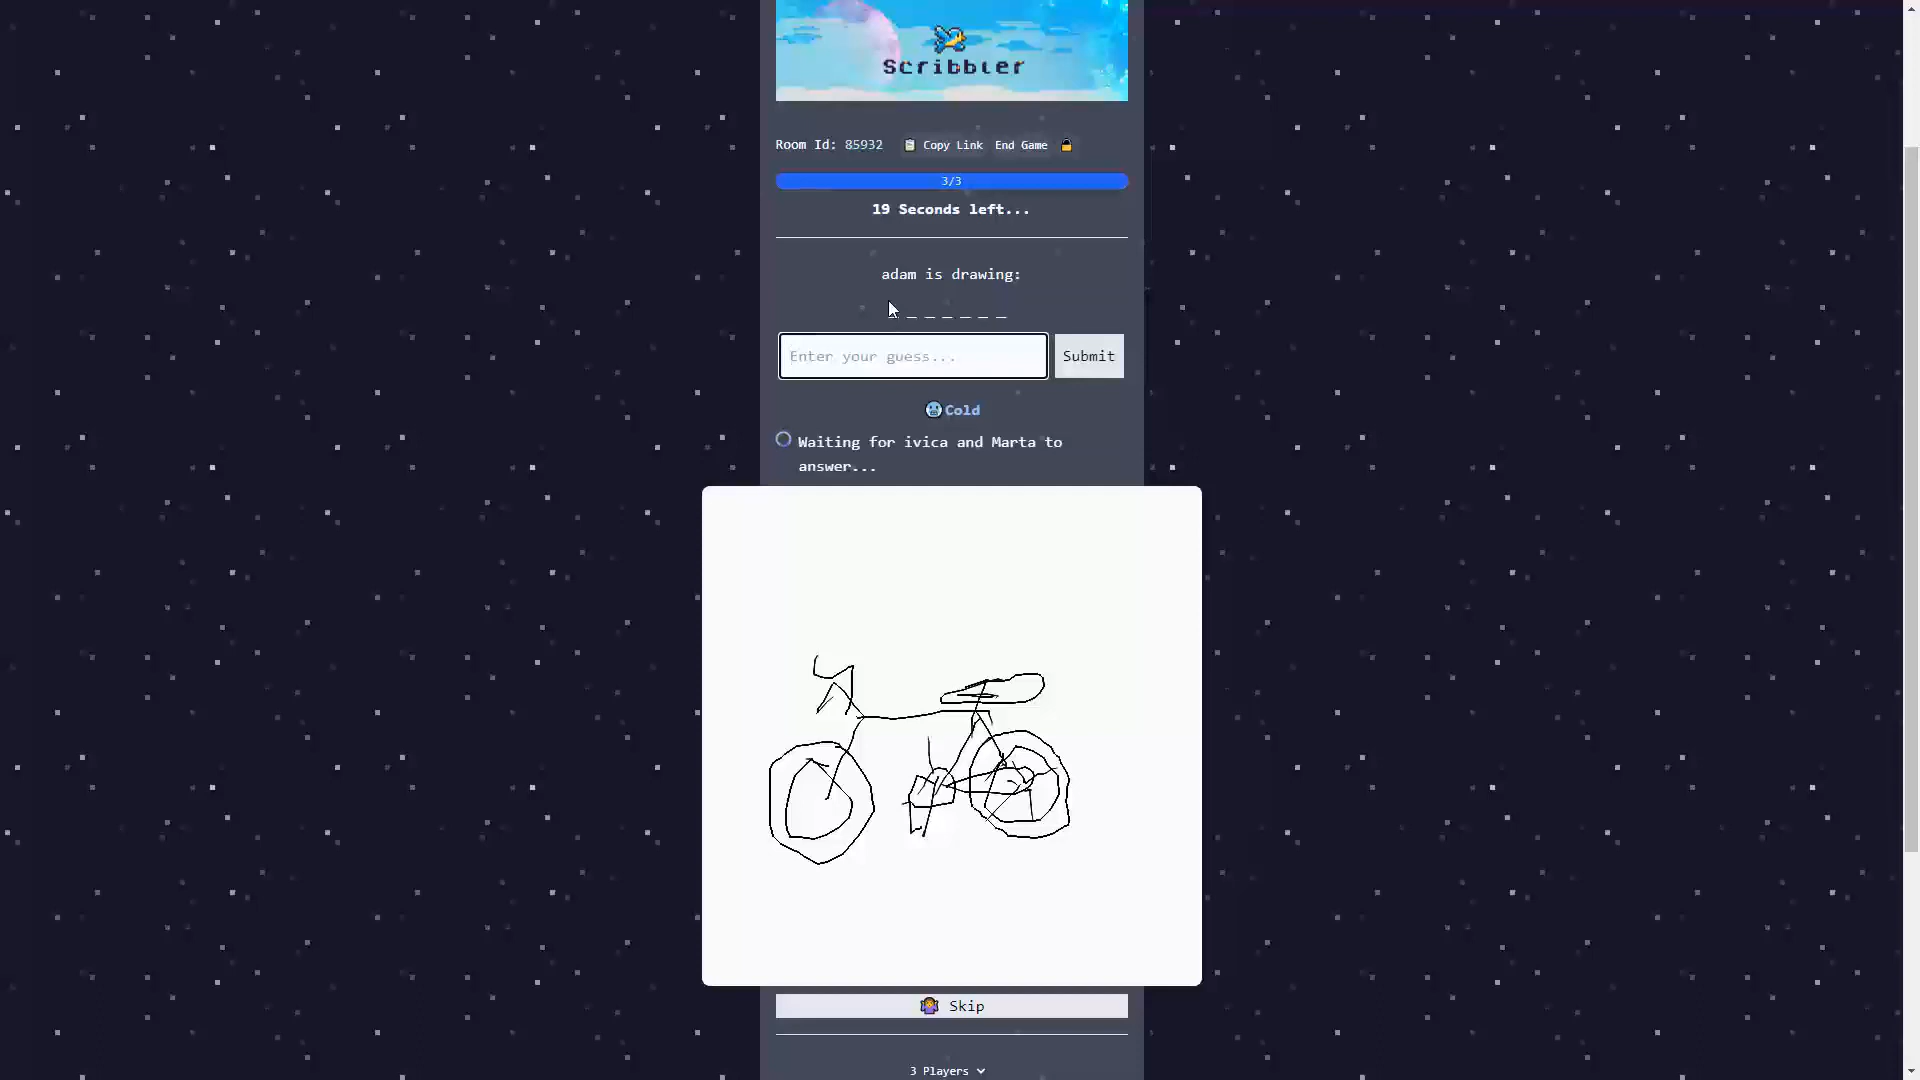 Scribbler
Room Id: 85932 Copy Link End Game
3/3
19 Seconds left...
adam is drawing:
_ _ _ _ _ _
Enter your guess... Submit
Cold
Waiting for ivica and Marta to
answer...
Skip
3 Players